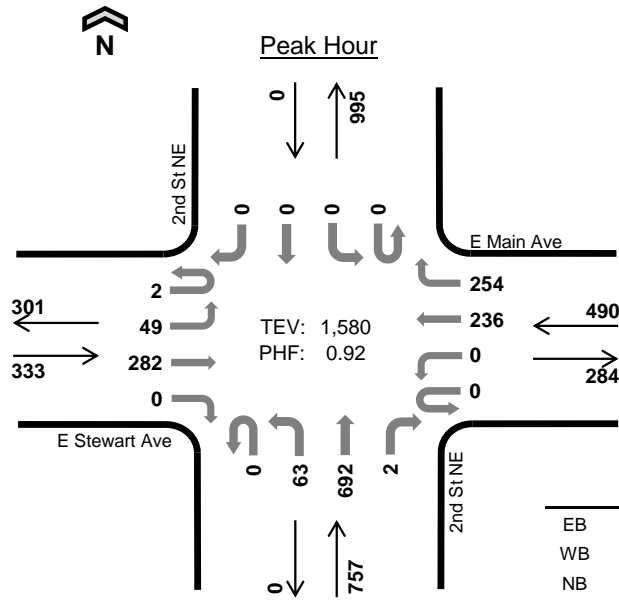 N
Peak Hour
0
995
2nd St NE
0 0 0 0
E Main Ave
2
254
301
49
TEV: 1,580
236
490
333
282
PHF: 0.92
0
284
0
0
E Stewart Ave
0 63 692 2
2nd St NE
0
757
EB
WB
NB